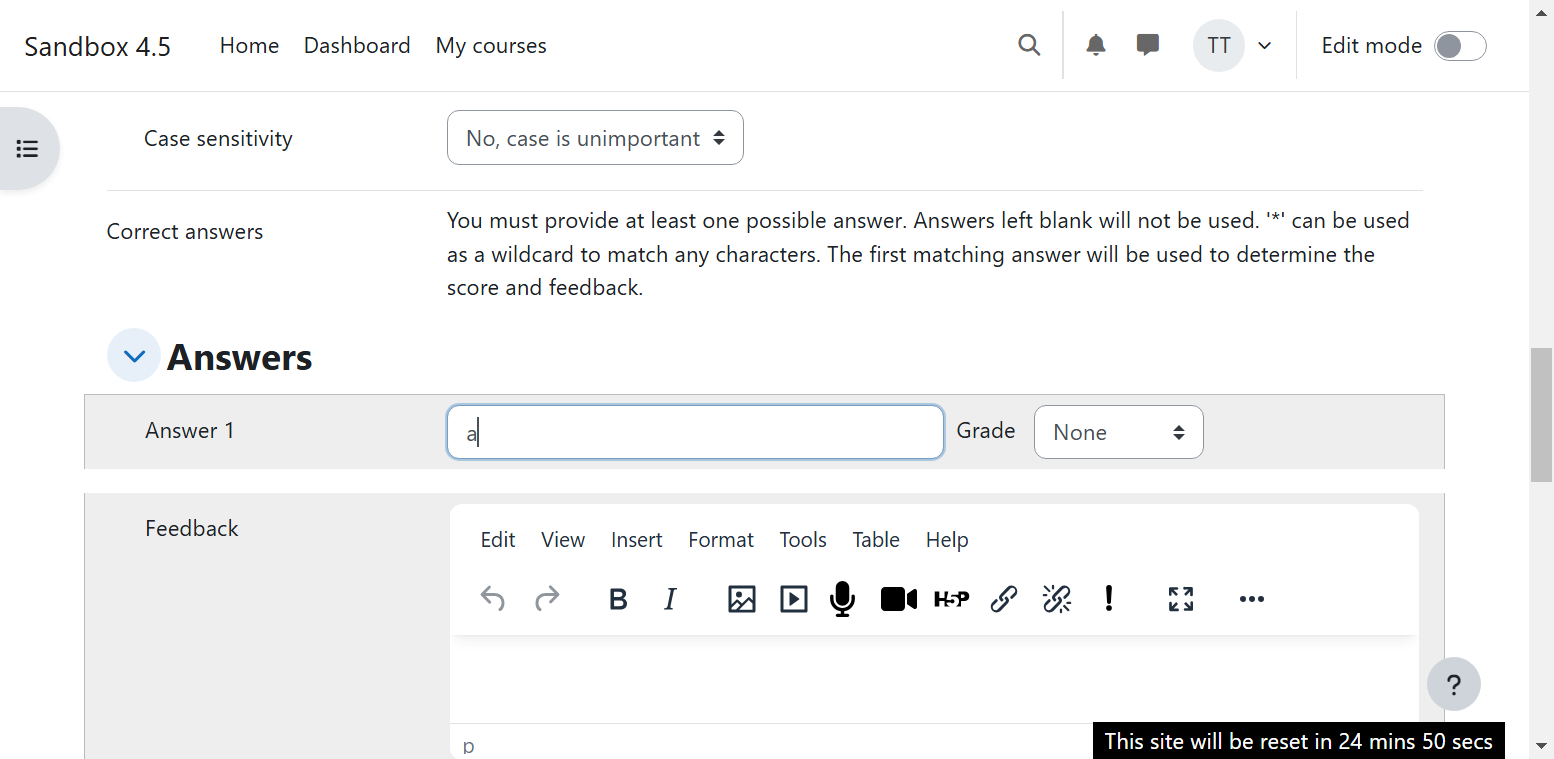 Sandbox 4.5 Home Dashboard My courses TT Edit mode
Case sensitivity No, case is unimportant
Correct answers
You must provide at least one possible answer. Answers left blank will not be used. '*' can be used
as a wildcard to match any characters. The first matching answer will be used to determine the
score and feedback.
Answers
Answer 1 a Grade None
Feedback
Edit View Insert Format Tools Table Help
B I H5P !
?
p
This site will be reset in 24 mins 50 secs